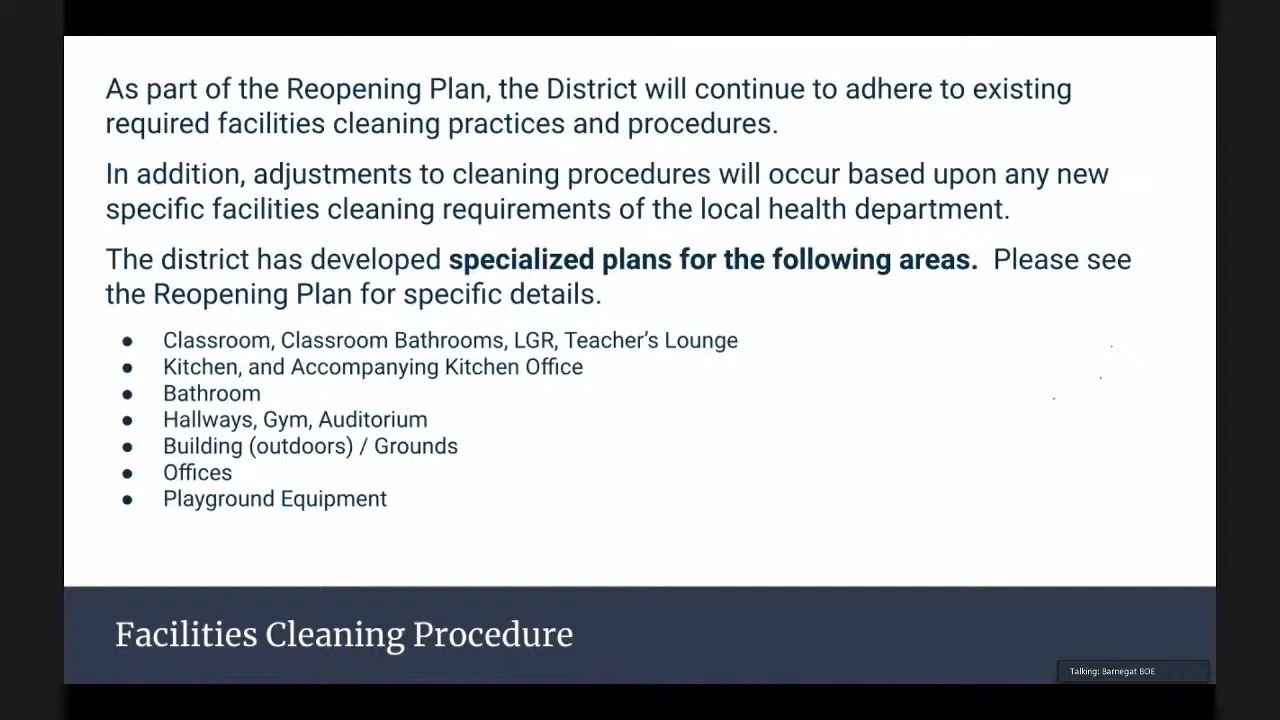 As part of the Reopening Plan, the District will continue to adhere to existing
required facilities cleaning practices and procedures.
In addition, adjustments to cleaning procedures will occur based upon any new
specific facilities cleaning requirements of the local health department.
The district has developed specialized plans for the following areas. Please see
the Reopening Plan for specific details.
● Classroom, Classroom Bathrooms, LGR, Teacher’s Lounge
● Kitchen, and Accompanying Kitchen Office
● Bathroom
● Hallways, Gym, Auditorium
● Building (outdoors) / Grounds
● Offices
● Playground Equipment
Facilities Cleaning Procedure
Talking: Barnegat BOE